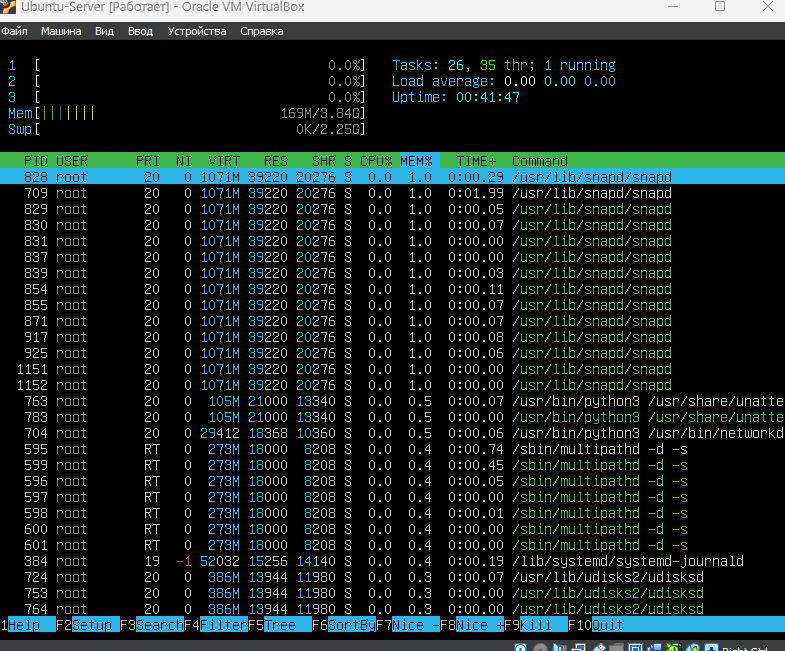 Ubuntu-Server [Работает] - Oracle VM VirtualBox
Файл Машина Вид Ввод Устройства Справка
1 [ 0.0%] Tasks: 26, 35 thr; 1 running
2 [ 0.0%] Load average: 0.00 0.00 0.00
3 [ 0.0%] Uptime: 00:41:47
Mem[||||||| 169M/3.84G]
Swp[ 0K/2.25G]
PID USER PRI NI VIRT RES SHR S CPU% MEM% TIME+ Command
828 root 20 0 1071M 39220 20276 S 0.0 1.0 0:00.29 /usr/lib/snapd/snapd
709 root 20 0 1071M 39220 20276 S 0.0 1.0 0:01.99 /usr/lib/snapd/snapd
829 root 20 0 1071M 39220 20276 S 0.0 1.0 0:00.05 /usr/lib/snapd/snapd
830 root 20 0 1071M 39220 20276 S 0.0 1.0 0:00.07 /usr/lib/snapd/snapd
831 root 20 0 1071M 39220 20276 S 0.0 1.0 0:00.00 /usr/lib/snapd/snapd
837 root 20 0 1071M 39220 20276 S 0.0 1.0 0:00.00 /usr/lib/snapd/snapd
839 root 20 0 1071M 39220 20276 S 0.0 1.0 0:00.03 /usr/lib/snapd/snapd
854 root 20 0 1071M 39220 20276 S 0.0 1.0 0:00.11 /usr/lib/snapd/snapd
855 root 20 0 1071M 39220 20276 S 0.0 1.0 0:00.07 /usr/lib/snapd/snapd
871 root 20 0 1071M 39220 20276 S 0.0 1.0 0:00.07 /usr/lib/snapd/snapd
917 root 20 0 1071M 39220 20276 S 0.0 1.0 0:00.08 /usr/lib/snapd/snapd
925 root 20 0 1071M 39220 20276 S 0.0 1.0 0:00.06 /usr/lib/snapd/snapd
1151 root 20 0 1071M 39220 20276 S 0.0 1.0 0:00.00 /usr/lib/snapd/snapd
1152 root 20 0 1071M 39220 20276 S 0.0 1.0 0:00.00 /usr/lib/snapd/snapd
763 root 20 0 105M 21000 13340 S 0.0 0.5 0:00.07 /usr/bin/python3 /usr/share/unatte
783 root 20 0 105M 21000 13340 S 0.0 0.5 0:00.00 /usr/bin/python3 /usr/share/unatte
704 root 20 0 29412 18368 10360 S 0.0 0.5 0:00.06 /usr/bin/python3 /usr/bin/networkd
595 root RT 0 273M 18000 8208 S 0.0 0.4 0:00.74 /sbin/multipathd -d -s
599 root RT 0 273M 18000 8208 S 0.0 0.4 0:00.45 /sbin/multipathd -d -s
596 root RT 0 273M 18000 8208 S 0.0 0.4 0:00.05 /sbin/multipathd -d -s
597 root RT 0 273M 18000 8208 S 0.0 0.4 0:00.00 /sbin/multipathd -d -s
598 root RT 0 273M 18000 8208 S 0.0 0.4 0:00.01 /sbin/multipathd -d -s
600 root RT 0 273M 18000 8208 S 0.0 0.4 0:00.00 /sbin/multipathd -d -s
601 root RT 0 273M 18000 8208 S 0.0 0.4 0:00.00 /sbin/multipathd -d -s
384 root 19 -1 52032 15256 14140 S 0.0 0.4 0:00.19 /lib/systemd/systemd-journald
724 root 20 0 386M 13944 11980 S 0.0 0.3 0:00.07 /usr/lib/udisks2/udisksd
753 root 20 0 386M 13944 11980 S 0.0 0.3 0:00.00 /usr/lib/udisks2/udisksd
764 root 20 0 386M 13944 11980 S 0.0 0.3 0:00.00 /usr/lib/udisks2/udisksd
1Help F2Setup F3SearchF4FilterF5Tree F6SortByF7Nice -F8Nice +F9Kill F10Quit
Right Ctrl